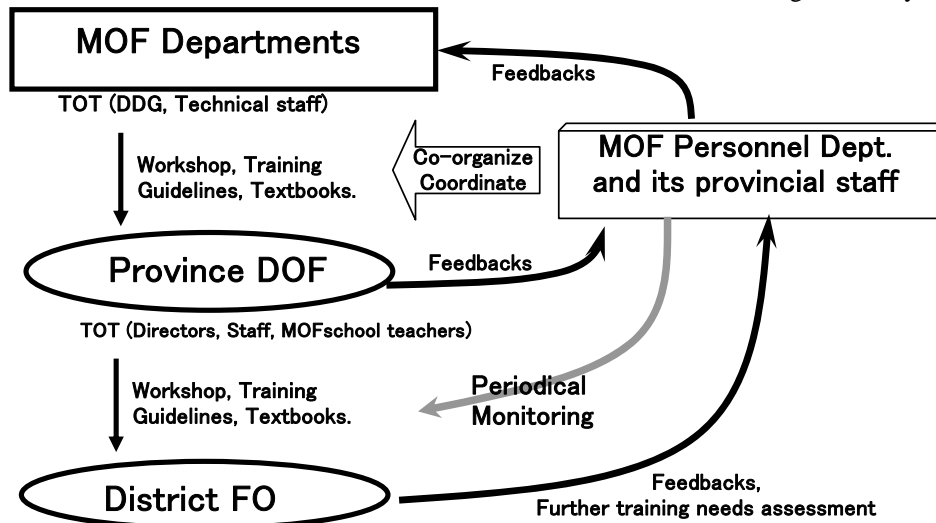 MOF Departments
Feedbacks
TOT (DDG, Technical staff)
Workshop, Training
Guidelines, Textbooks.
Co-organize
Coordinate
MOF Personnel Dept.
and its provincial staff
Province DOF
Feedbacks
TOT (Directors, Staff, MOFschool teachers)
Workshop, Training
Guidelines, Textbooks.
Periodical
Monitoring
District FO
Feedbacks,
Further training needs assessment